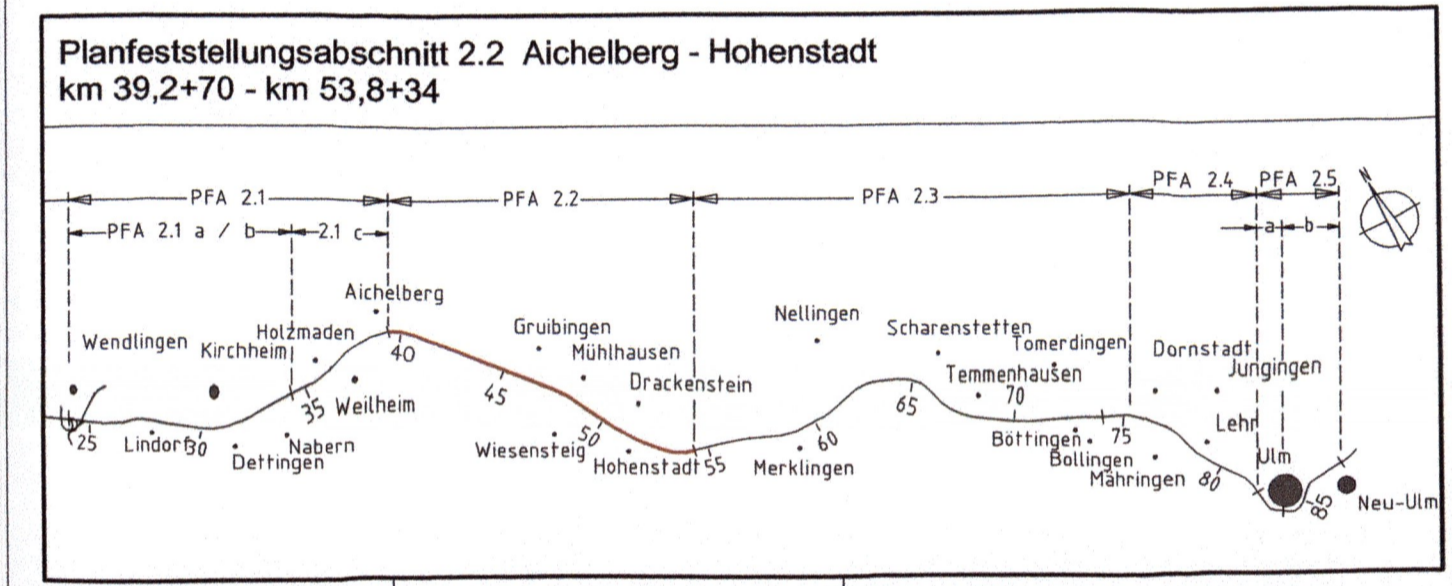 Planfeststellungsabschnitt 2.2 Aichelberg - Hohenstadt
km 39,2+70 - km 53,8+34
PFA 2.1
PFA 2.2
PFA 2.3
PFA 2.4
PFA 2.5
PFA 2.1 a / b
2.1 c
a
b
N
Aichelberg
Wendlingen
Kirchheim
Holzmaden
40
Gruibingen
Mühlhausen
Drackenstein
Nellingen
Scharenstetten
Tomerdingen
Dornstadt
Jungingen
Temmenhausen
70
35
Weilheim
45
65
25
Lindorf
30
Dettingen
Nabern
Wiesensteig
50
Hohenstadt
55
Merklingen
60
Böttingen
75
Bollingen
Mähringen
Lehr
80
Ulm
85
Neu-Ulm